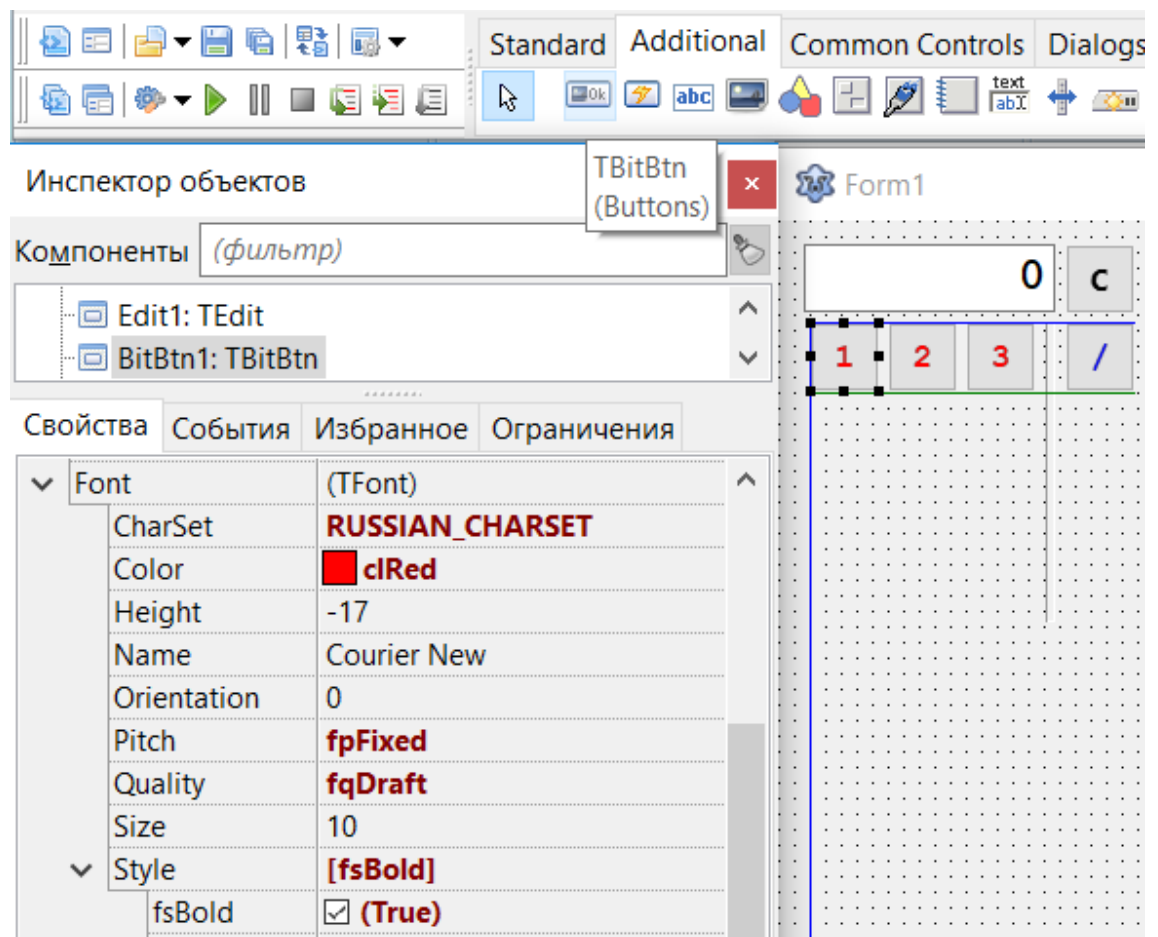 Standard Additional Common Controls Dialogs
Ok abc text abI
TBitBtn
(Buttons)
Инспектор объектов
Form1
Компоненты (фильтр)
0 C
Edit1: TEdit
BitBtn1: TBitBtn
1 2 3 /
Свойства События Избранное Ограничения
Font (TFont)
CharSet RUSSIAN_CHARSET
Color clRed
Height -17
Name Courier New
Orientation 0
Pitch fpFixed
Quality fqDraft
Size 10
Style [fsBold]
fsBold (True)